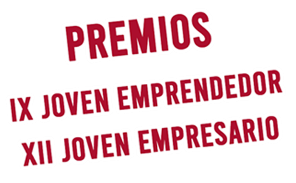 PREMIOS
IX JOVEN EMPRENDEDOR
XII JOVEN EMPRESARIO